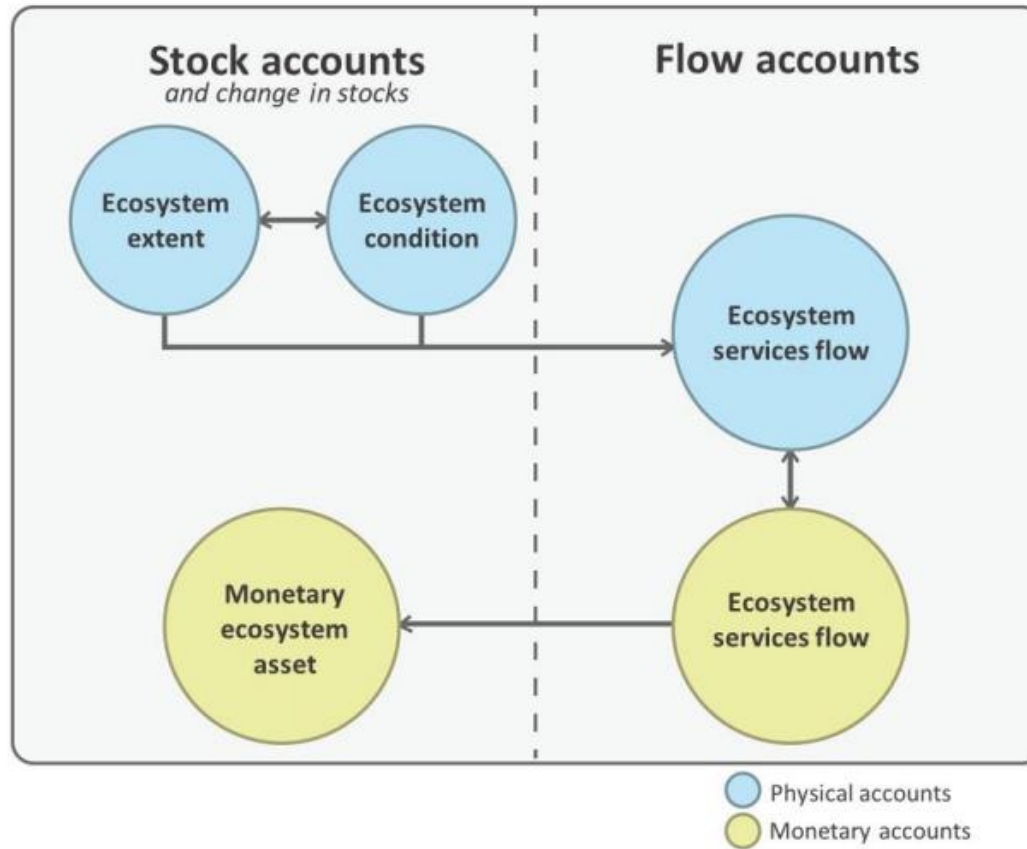 Stock accounts
and change in stocks
Flow accounts
Ecosystem
extent
Ecosystem
condition
Ecosystem
services flow
Monetary
ecosystem
asset
Ecosystem
services flow
Physical accounts
Monetary accounts